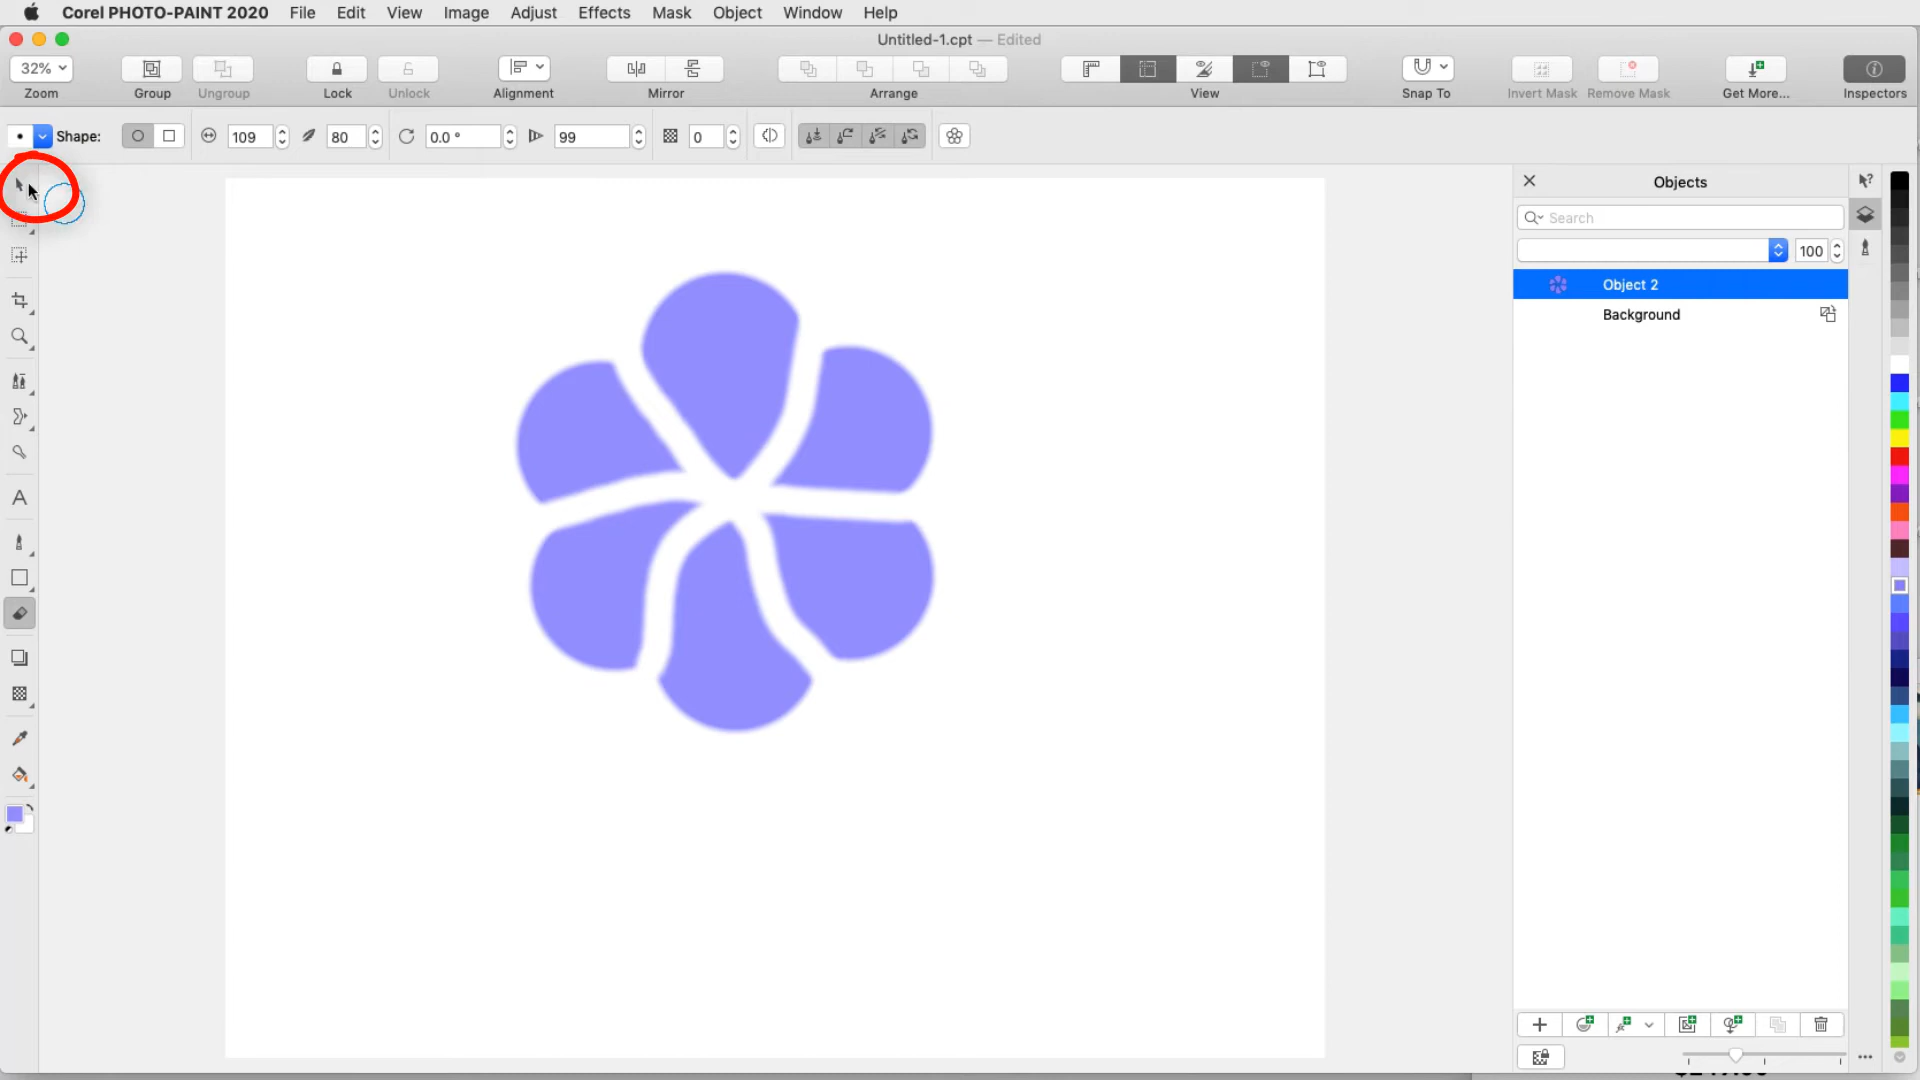 Corel PHOTO-PAINT 2020 File Edit View Image Adjust Effects Mask Object Window Help
Untitled-1.cpt — Edited
32%
Zoom Group Ungroup Lock Unlock Alignment Mirror Arrange View Snap To Invert Mask Remove Mask Get More... Inspectors
Shape: 109 80 0.0 ° 99 0
Objects
Search
100
Object 2
Background
A